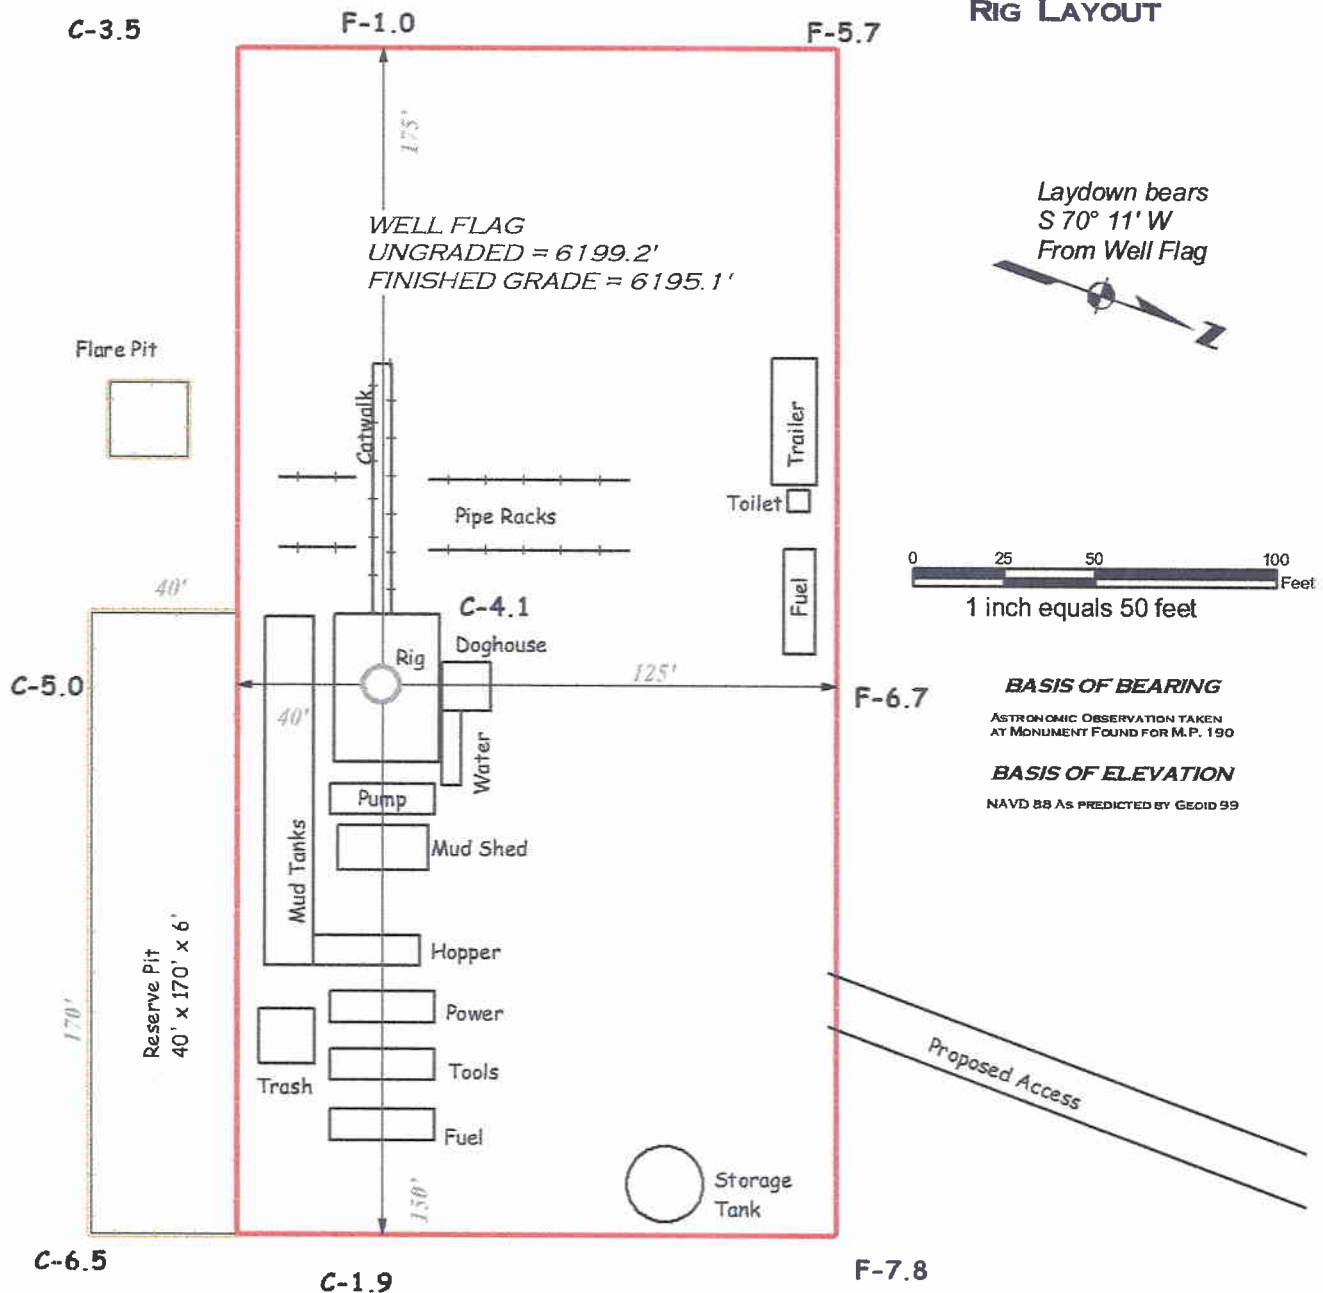 RIG LAYOUT
C-3.5
F-1.0
F-5.7
175'
WELL FLAG
UNGRADED = 6199.2'
FINISHED GRADE = 6195.1'
Laydown bears
S 70° 11' W
From Well Flag
N
Flare Pit
Catwalk
Trailer
Toilet
Pipe Racks
Fuel
0 25 50 100
Feet
1 inch equals 50 feet
40'
C-4.1
Rig
Doghouse
C-5.0
40'
125'
F-6.7
BASIS OF BEARING
ASTRONOMIC OBSERVATION TAKEN
AT MONUMENT FOUND FOR M.P. 190
BASIS OF ELEVATION
NAVD 88 AS PREDICTED BY GEOID 99
Water
Pump
Mud Shed
Mud Tanks
Hopper
Reserve Pit
40' x 170' x 6'
170'
Power
Tools
Trash
Fuel
Proposed Access
Storage
Tank
150'
C-6.5
C-1.9
F-7.8